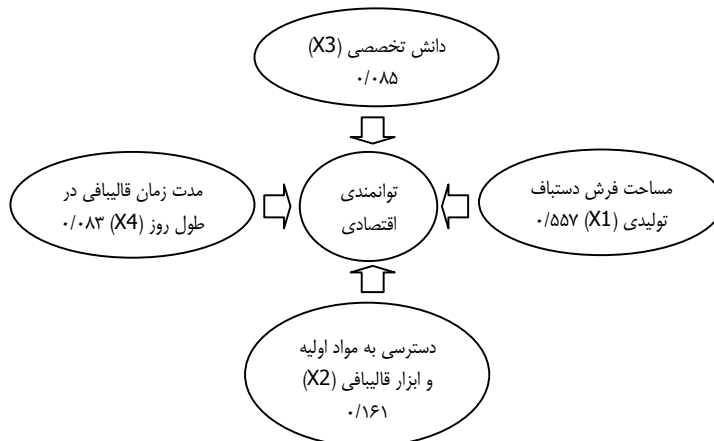 دانش تخصصی (X3)
۰/۰۸۵
مساحت فرش دستباف
تولیدی (X1) ۰/۵۵۷
توانمندی
اقتصادی
مدت زمان قالیبافی در
طول روز (X4) ۰/۰۸۳
دسترسی به مواد اولیه
و ابزار قالیبافی (X2)
۰/۱۶۱